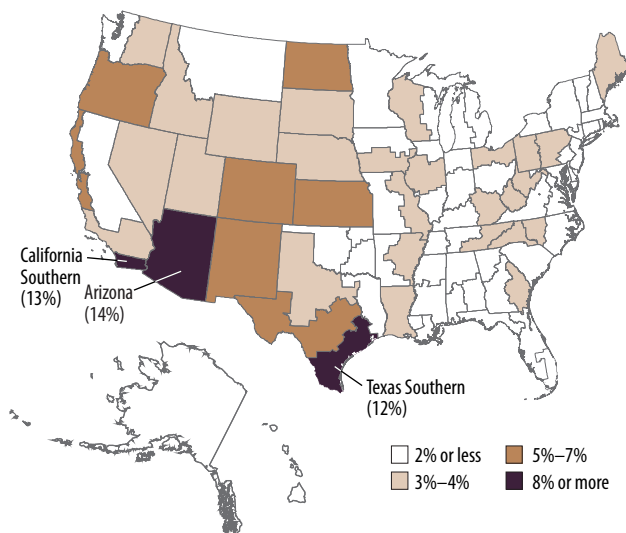 California
Southern
(13%)
Arizona
(14%)
Texas Southern
(12%)
2% or less
5%–7%
3%–4%
8% or more